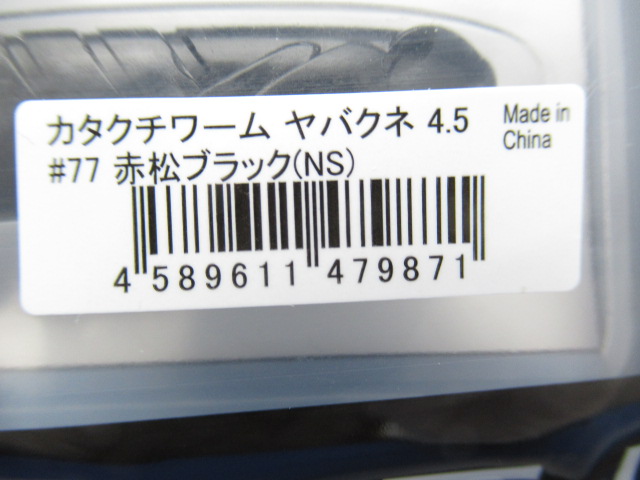 カタクチワーム ヤバクネ 4.5
#77 赤松ブラック(NS)
Made in
China
4 589611 479871